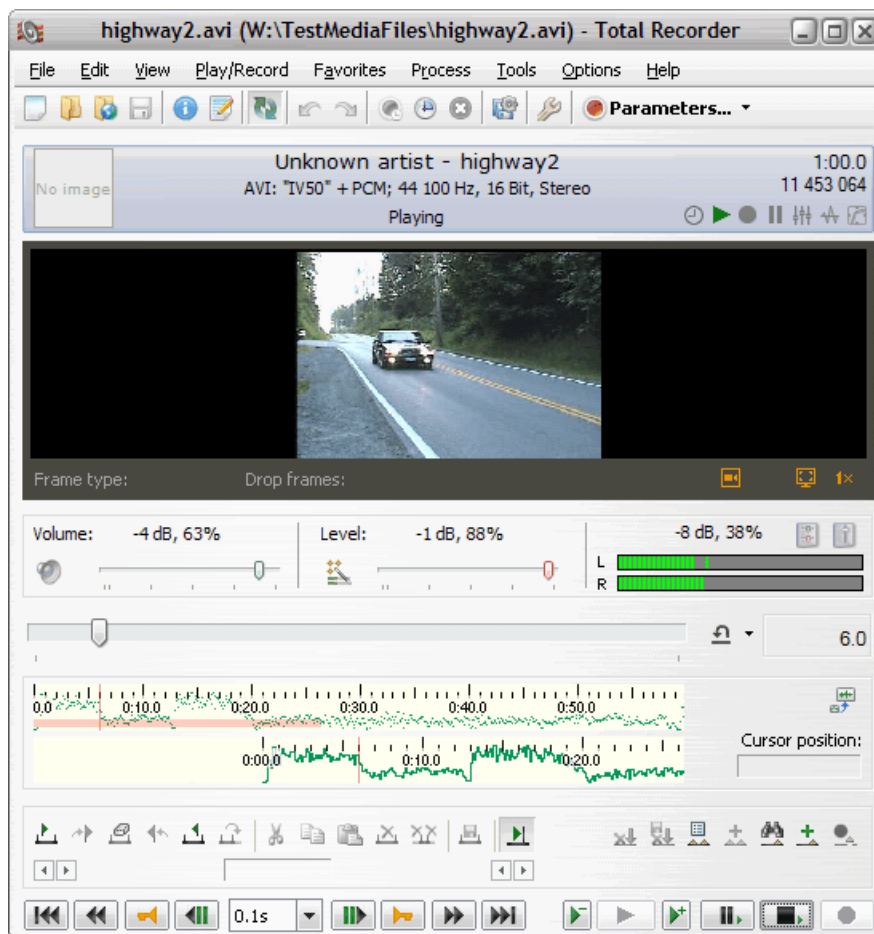 highway2.avi (W:\TestMediaFiles\highway2.avi) - Total Recorder
File Edit View Play/Record Favorites Process Tools Options Help
Parameters...
No image
Unknown artist - highway2
1:00.0
AVI: "IV50" + PCM; 44 100 Hz, 16 Bit, Stereo
11 453 064
Playing
Frame type: Drop frames: 1×
Volume: -4 dB, 63% Level: -1 dB, 88% -8 dB, 38%
L
R
6.0
0,0 0:10.0 0:20.0 0:30.0 0:40.0 0:50.0
Cursor position:
0:00,0 0:10.0 0:20.0
0.1s